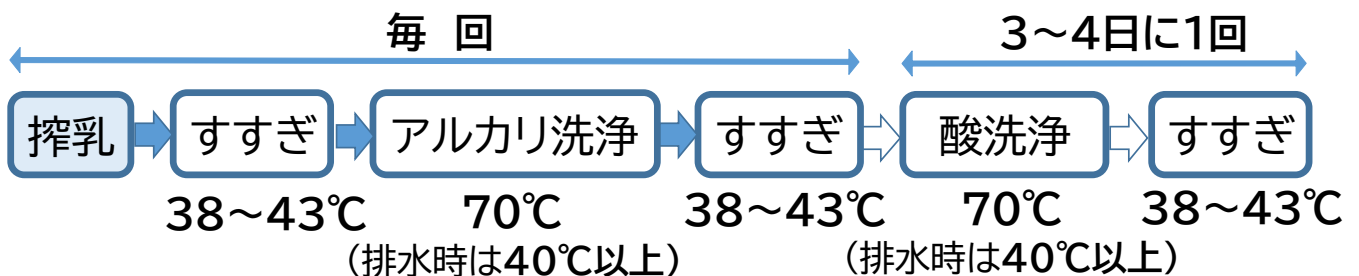 毎 回
3～4日に1回
搾乳
すすぎ
アルカリ洗浄
すすぎ
酸洗浄
すすぎ
38～43℃
70℃
38～43℃
70℃
38～43℃
（排水時は40℃以上）
（排水時は40℃以上）